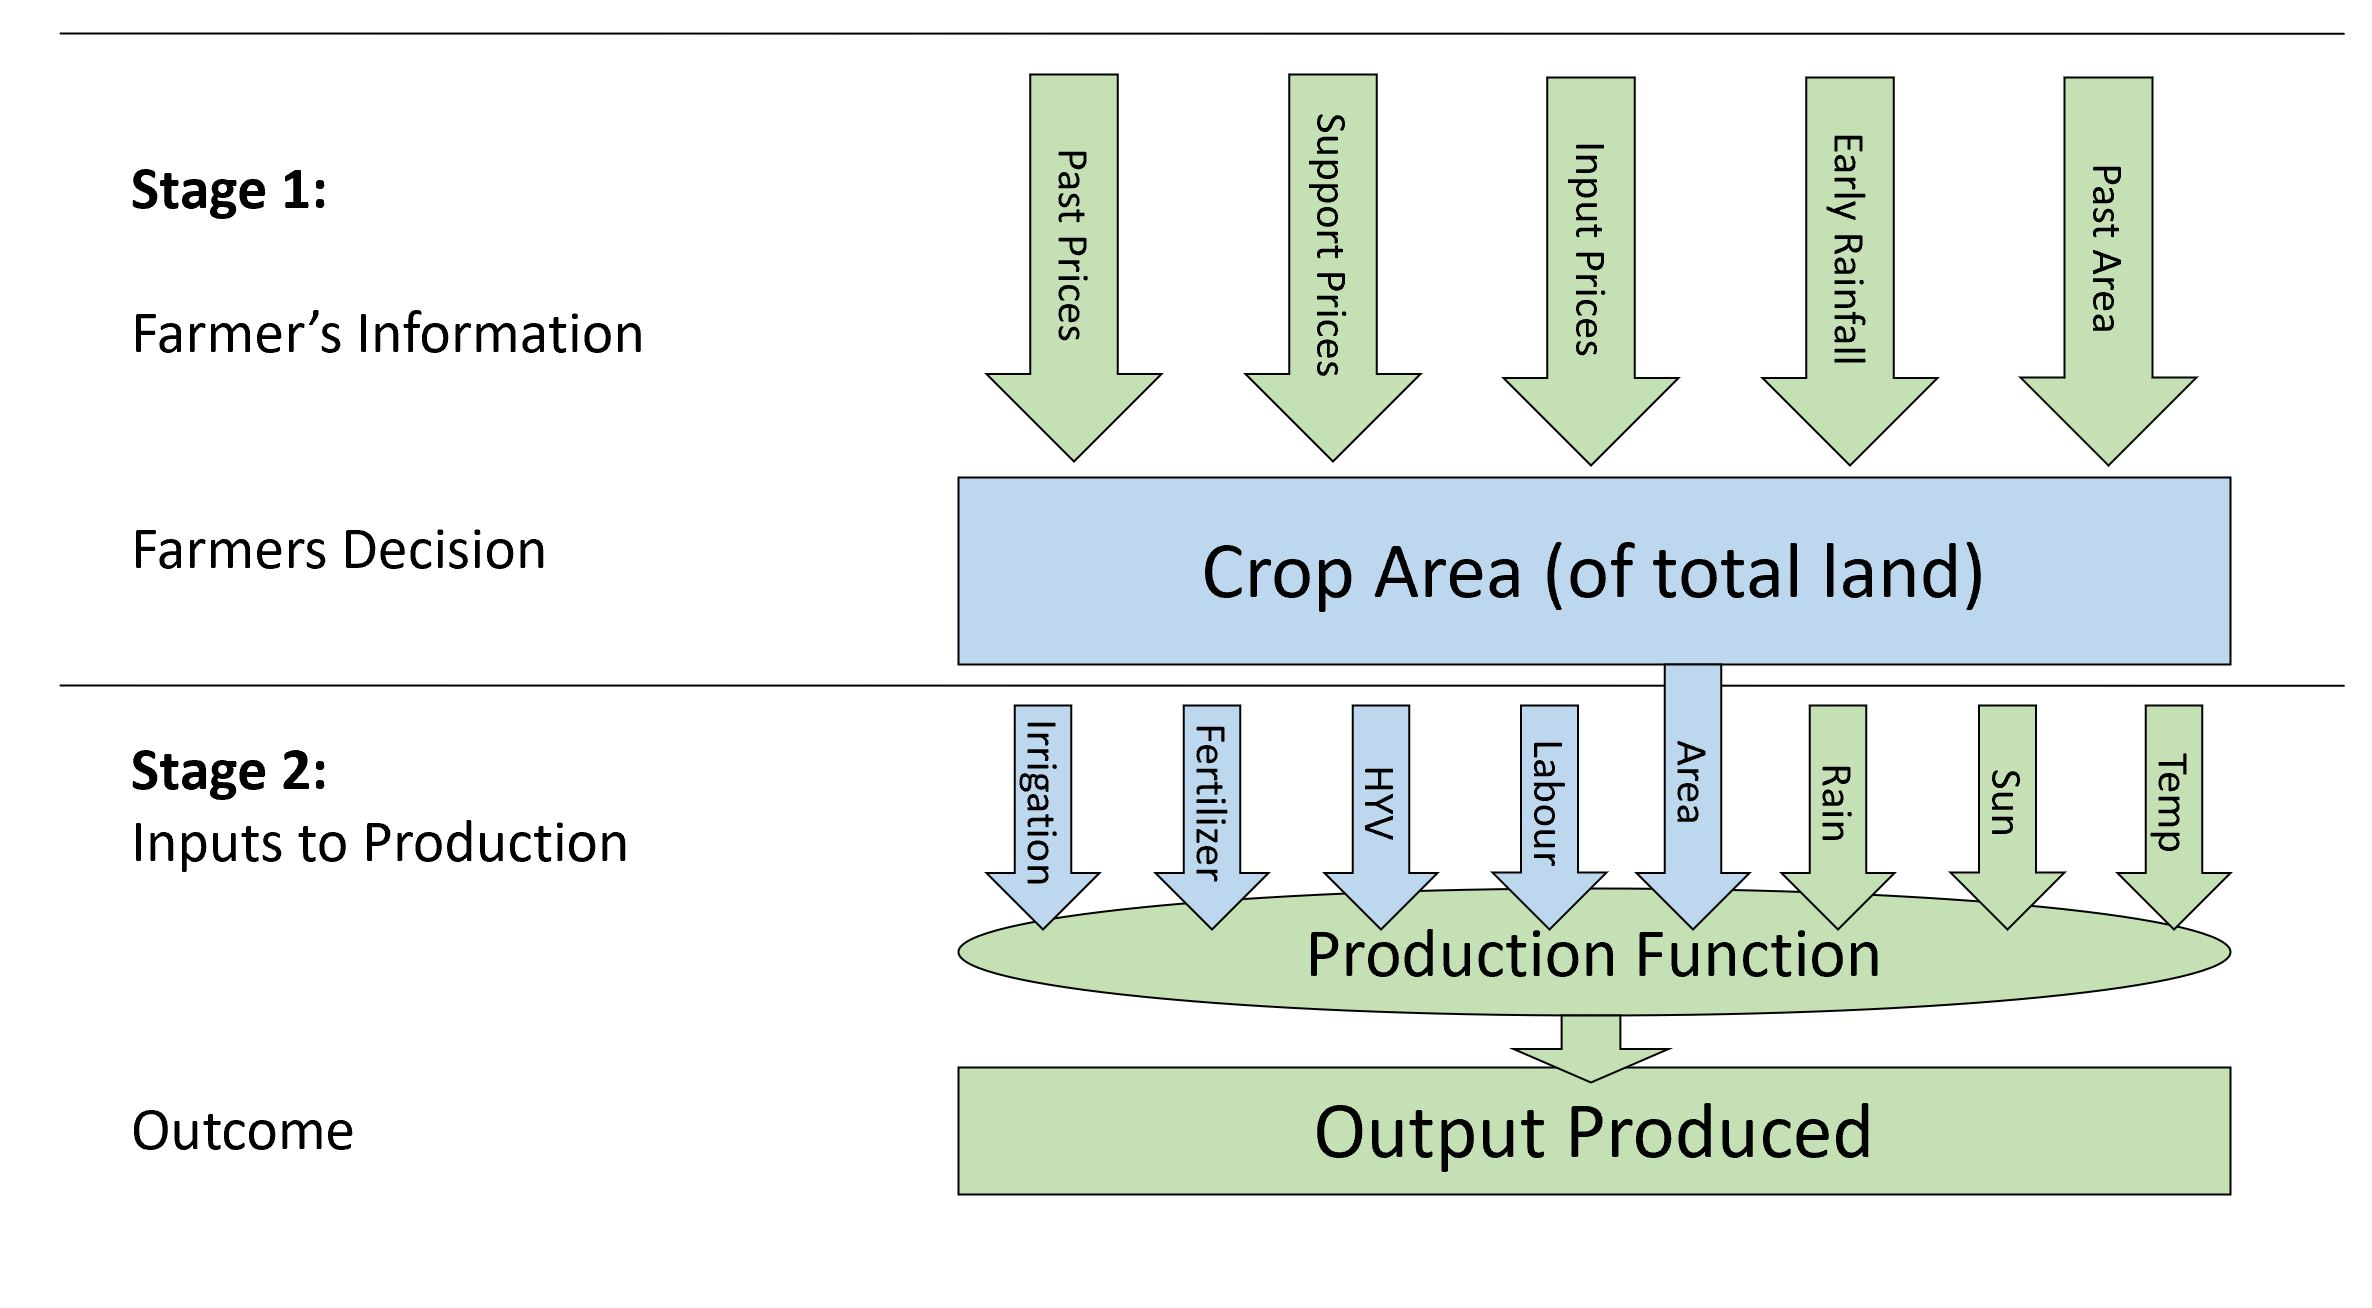 Stage 1:
Farmer’s Information
Past Prices
Support Prices
Input Prices
Early Rainfall
Past Area
Farmers Decision
Crop Area (of total land)
Stage 2:
Inputs to Production
Irrigation
Fertilizer
HYV
Labour
Area
Rain
Sun
Temp
Production Function
Outcome
Output Produced